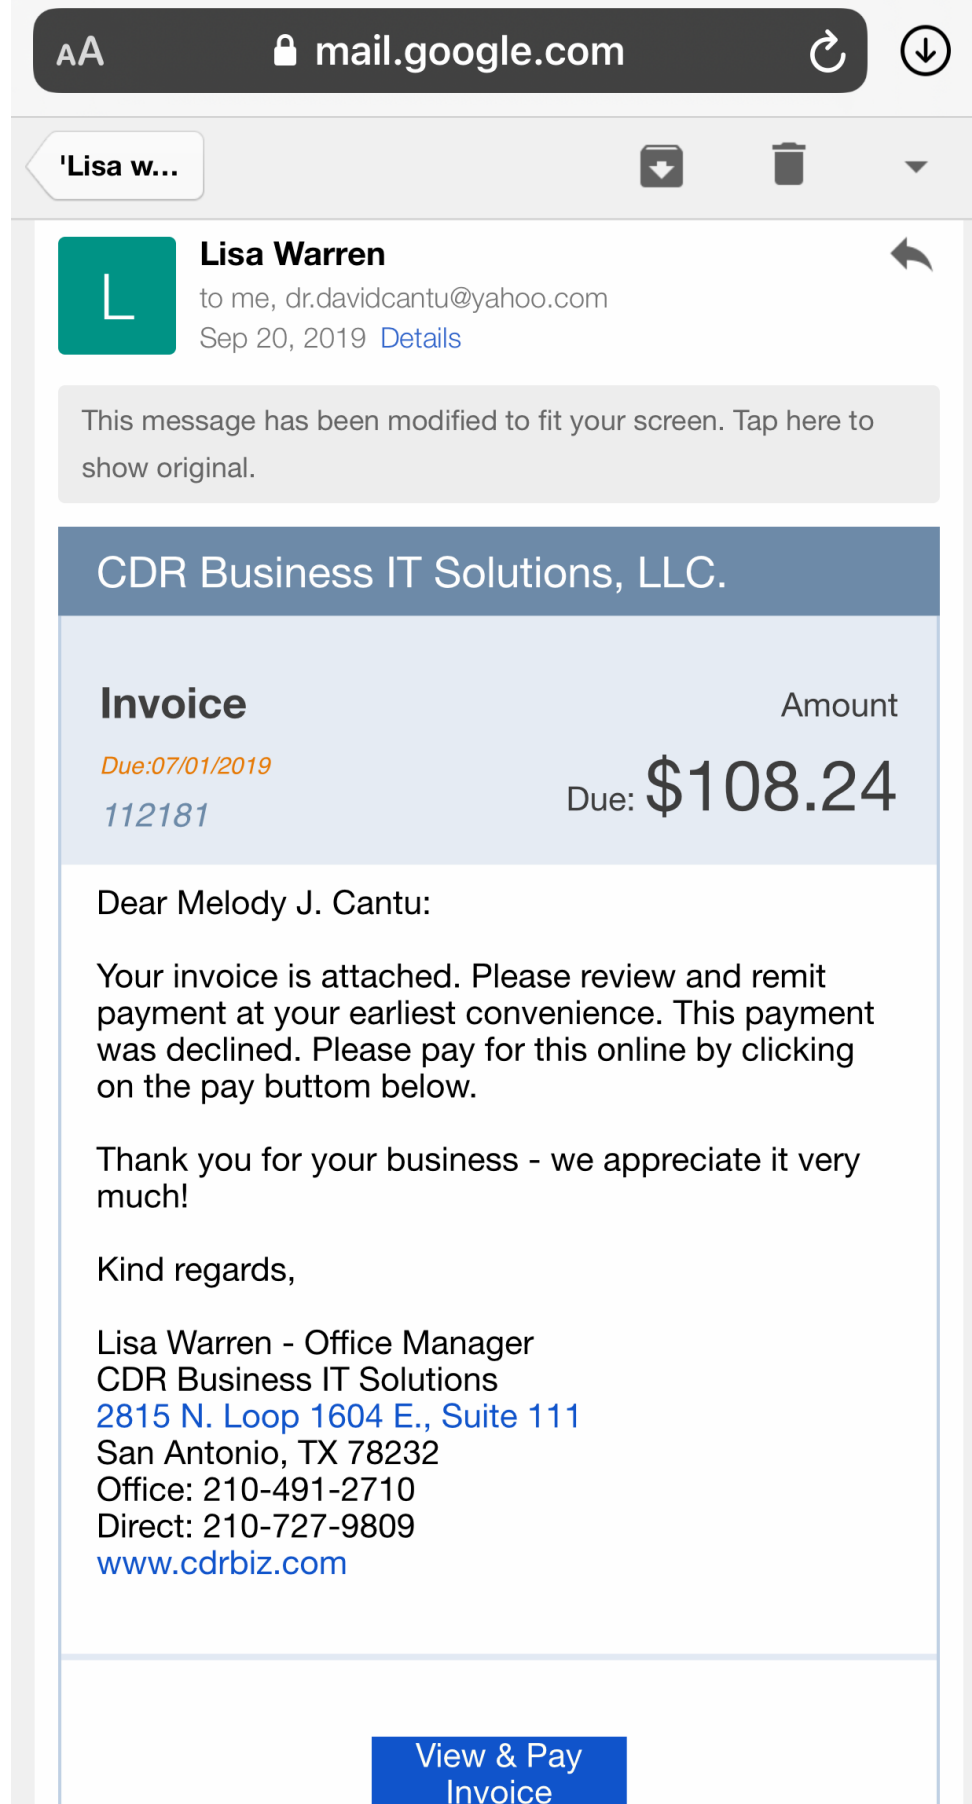 AA mail.google.com
'Lisa w...
L
Lisa Warren
to me, dr.davidcantu@yahoo.com
Sep 20, 2019 Details
This message has been modified to fit your screen. Tap here to
show original.
CDR Business IT Solutions, LLC.
Invoice
Amount
Due:07/01/2019
Due: $108.24
112181
Dear Melody J. Cantu:
Your invoice is attached. Please review and remit
payment at your earliest convenience. This payment
was declined. Please pay for this online by clicking
on the pay buttom below.
Thank you for your business - we appreciate it very
much!
Kind regards,
Lisa Warren - Office Manager
CDR Business IT Solutions
2815 N. Loop 1604 E., Suite 111
San Antonio, TX 78232
Office: 210-491-2710
Direct: 210-727-9809
www.cdrbiz.com
View & Pay
Invoice